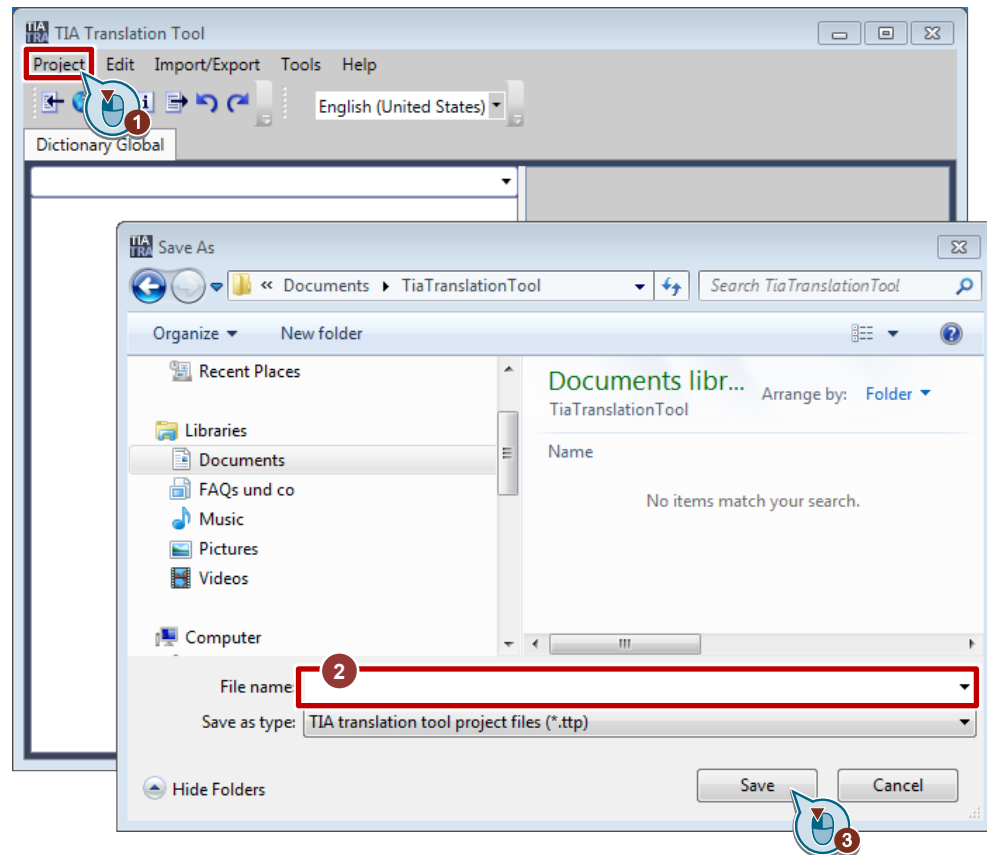 TIA
TRA TIA Translation Tool
Project Edit Import/Export Tools Help
i English (United States)
1
Dictionary Global
TIA
TRA Save As
« Documents TiaTranslationTool Search TiaTranslationTool
Organize New folder ?
Recent Places
Documents libr... Arrange by: Folder
TiaTranslationTool
Libraries
Documents
Name
FAQs und co
No items match your search.
Music
Pictures
Videos
Computer
2
File name:
Save as type: TIA translation tool project files (*.ttp)
Hide Folders Save Cancel
3